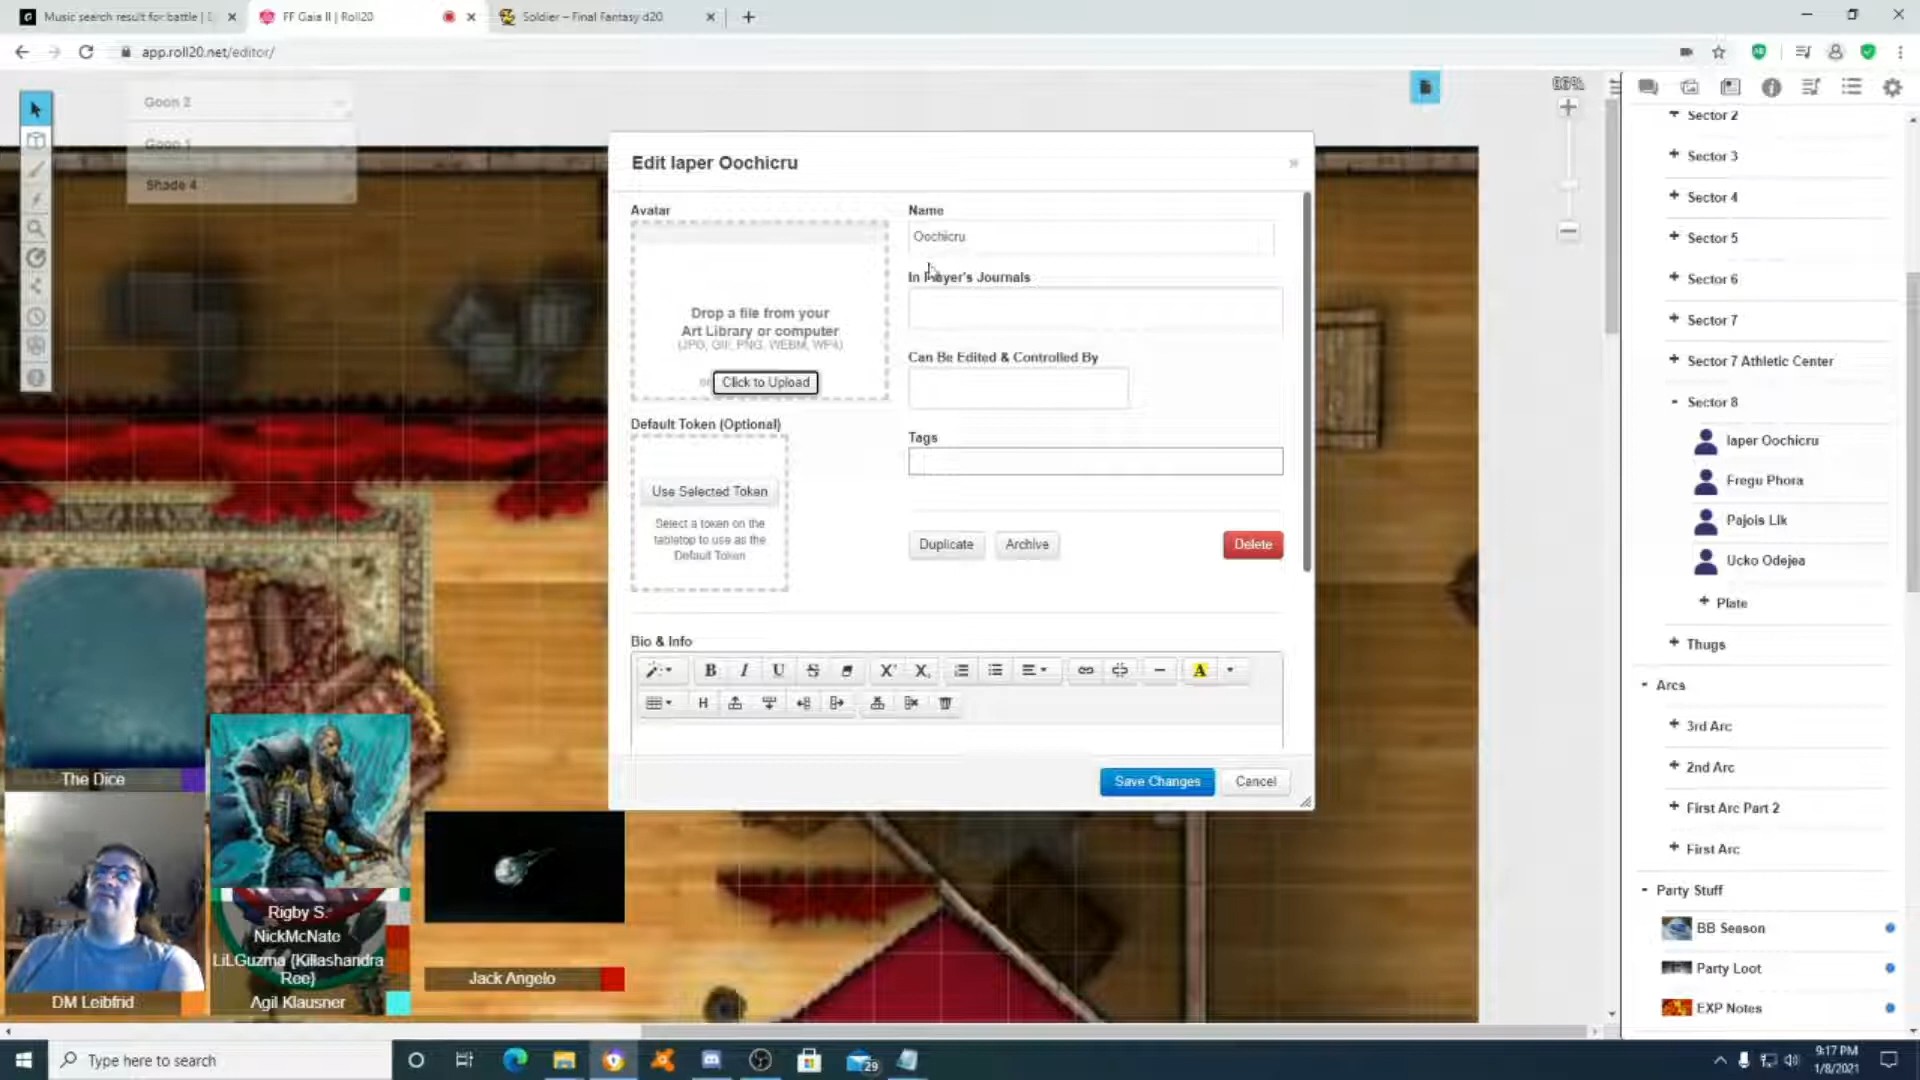 Music search result for battle |
FF Gaia II | Roll20
Soldier – Final Fantasy d20
app.roll20.net/editor/
Goon 2
Goon 1
Shade 4
Edit Iaper Oochicru
Avatar
Drop a file from your
Art Library or computer
(JPG, GIF, PNG, WEBM, WP4)
or Click to Upload
Default Token (Optional)
Use Selected Token
Select a token on the
tabletop to use as the
Default Token
Name
Oochicru
In Player's Journals
Can Be Edited & Controlled By
Tags
Duplicate
Archive
Delete
Bio & Info
B I U S
H
A
Save Changes
Cancel
Sector 2
Sector 3
Sector 4
Sector 5
Sector 6
Sector 7
Sector 7 Athletic Center
Sector 8
Iaper Oochicru
Fregu Phora
Pajois Lik
Ucko Odejea
Plate
Thugs
Arcs
3rd Arc
2nd Arc
First Arc Part 2
First Arc
Party Stuff
BB Season
Party Loot
EXP Notes
The Dice
DM Leibfrid
Rigby S.
NickMcNate
LiLGuzma (Killashandra
Ree)
Agil Klausner
Jack Angelo
Type here to search
29
9:17 PM
1/8/2021